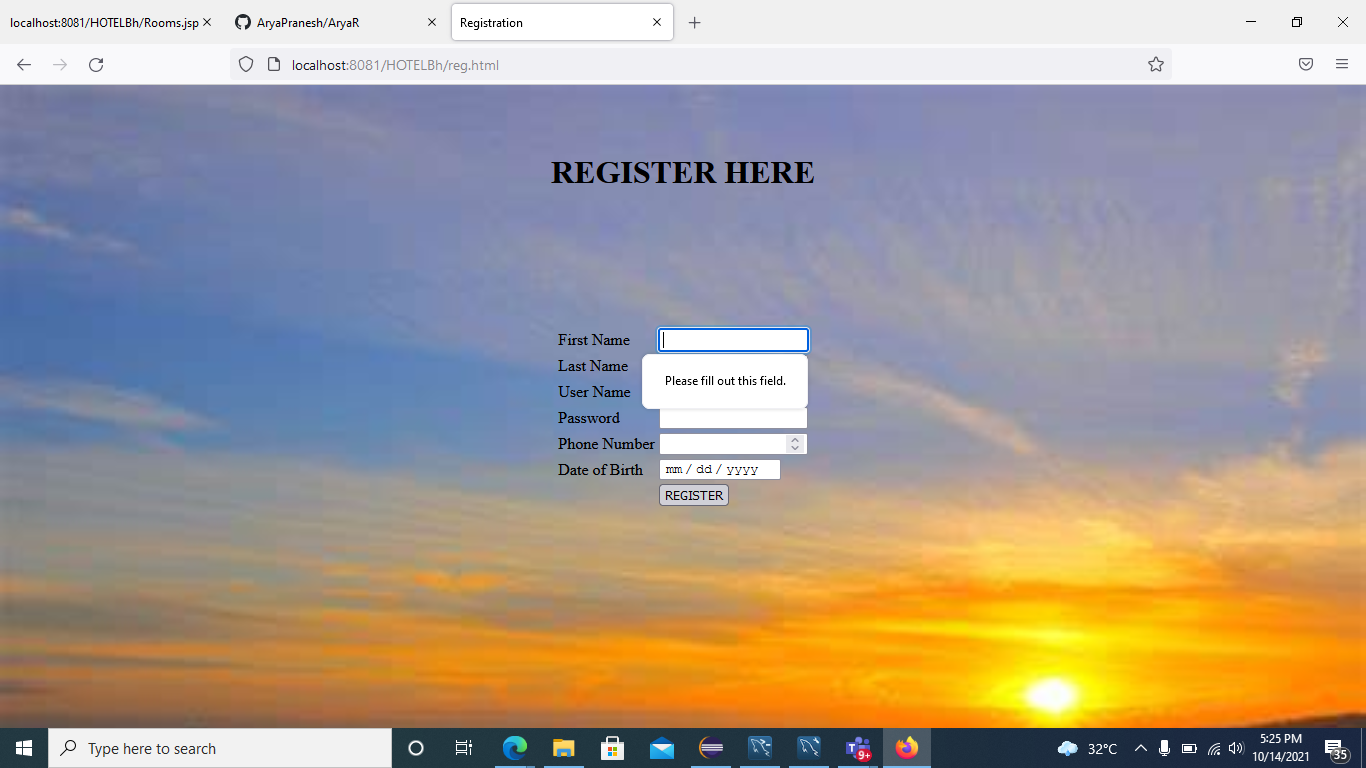 localhost:8081/HOTELBh/Rooms.jsp
AryaPranesh/AryaR
Registration
localhost:8081/HOTELBh/reg.html
REGISTER HERE
First Name
Last Name
Please fill out this field.
User Name
Password
Phone Number
Date of Birth mm / dd / yyyy
REGISTER
Type here to search
9+
32°C
5:25 PM
10/14/2021
35